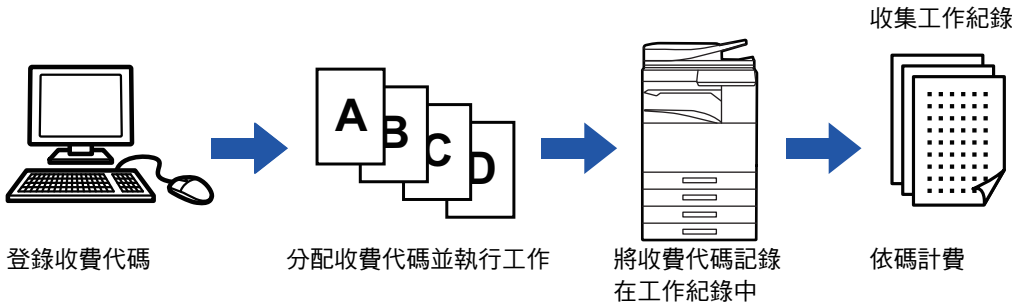 收集工作紀錄
A
B
C
D
登錄收費代碼
分配收費代碼並執行工作
將收費代碼記錄
在工作紀錄中
依碼計費